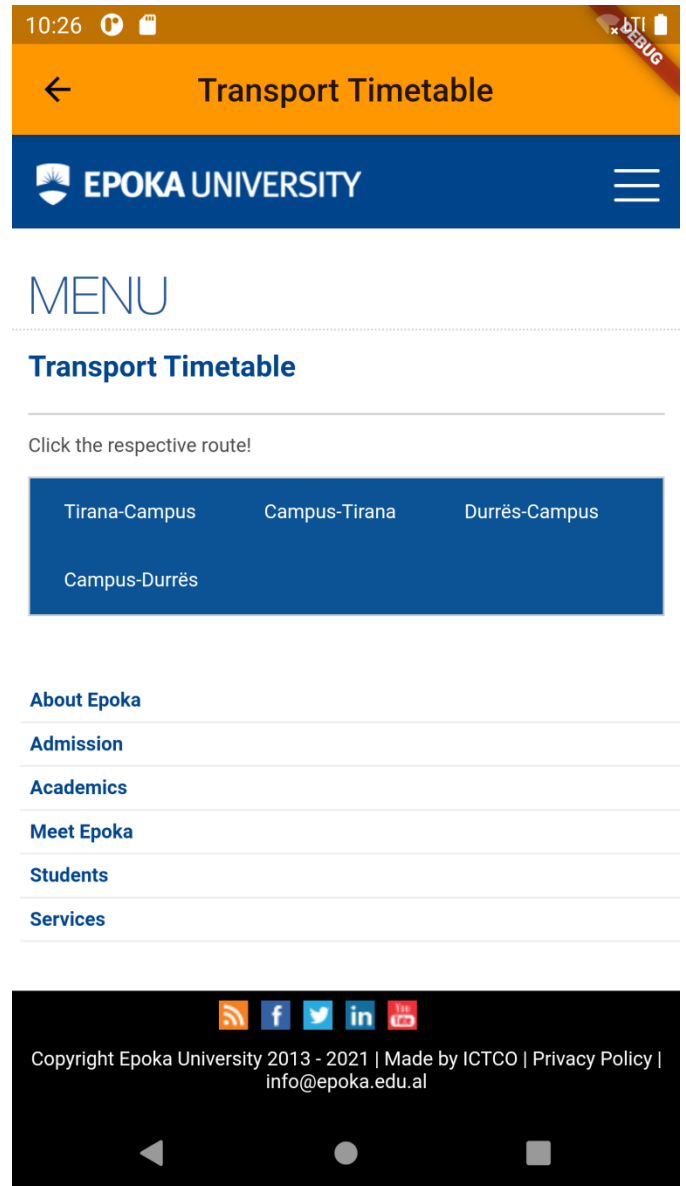 10:26
LTE
DEBUG
Transport Timetable
EPOKA UNIVERSITY
MENU
Transport Timetable
Click the respective route!
Tirana-Campus Campus-Tirana Durrës-Campus
Campus-Durrës
About Epoka
Admission
Academics
Meet Epoka
Students
Services
You
Tube
Copyright Epoka University 2013 - 2021 | Made by ICTCO | Privacy Policy |
info@epoka.edu.al